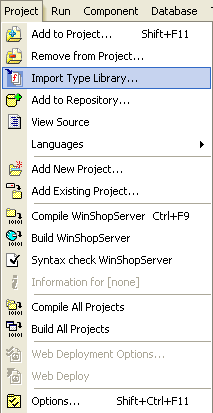 Project Run Component Database T
Add to Project... Shift+F11
Remove from Project...
Import Type Library...
Add to Repository...
View Source
Languages
Add New Project...
Add Existing Project...
Compile WinShopServer Ctrl+F9
Build WinShopServer
Syntax check WinShopServer
Information for [none]
Compile All Projects
Build All Projects
Web Deployment Options...
Web Deploy
Options... Shift+Ctrl+F11